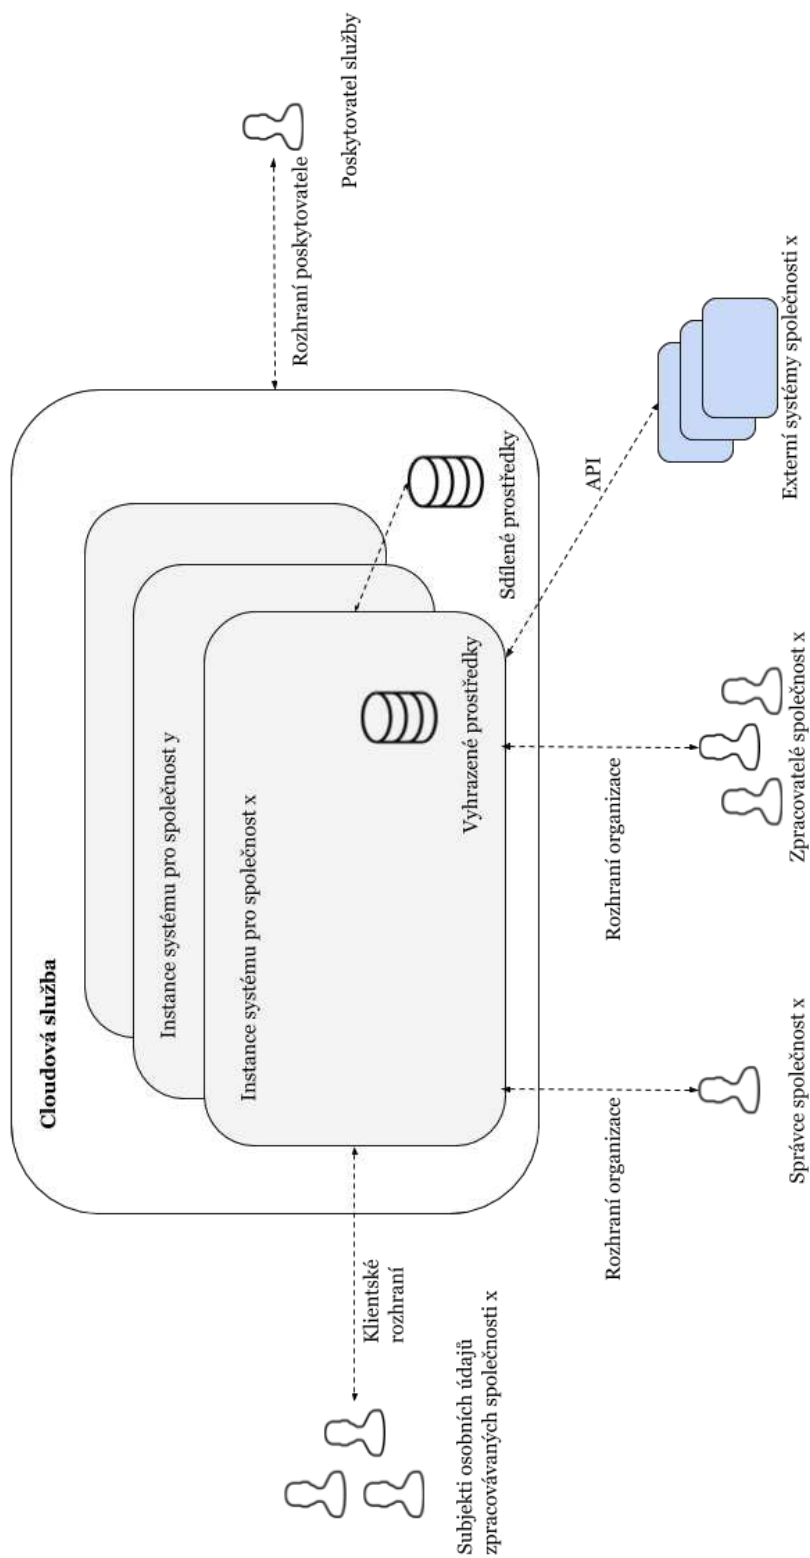 Cloudová služba
Instance systému pro společnost y
Instance systému pro společnost x
Vyhrazené prostředky
Sdílené prostředky
Rozhraní poskytovatele
Poskytovatel služby
Klientské
rozhraní
Subjekti osobních údajů
zpracovávaných společnosti x
Rozhraní organizace
Správce společnost x
Rozhraní organizace
Zpracovatelé společnost x
API
Externí systémy společnosti x